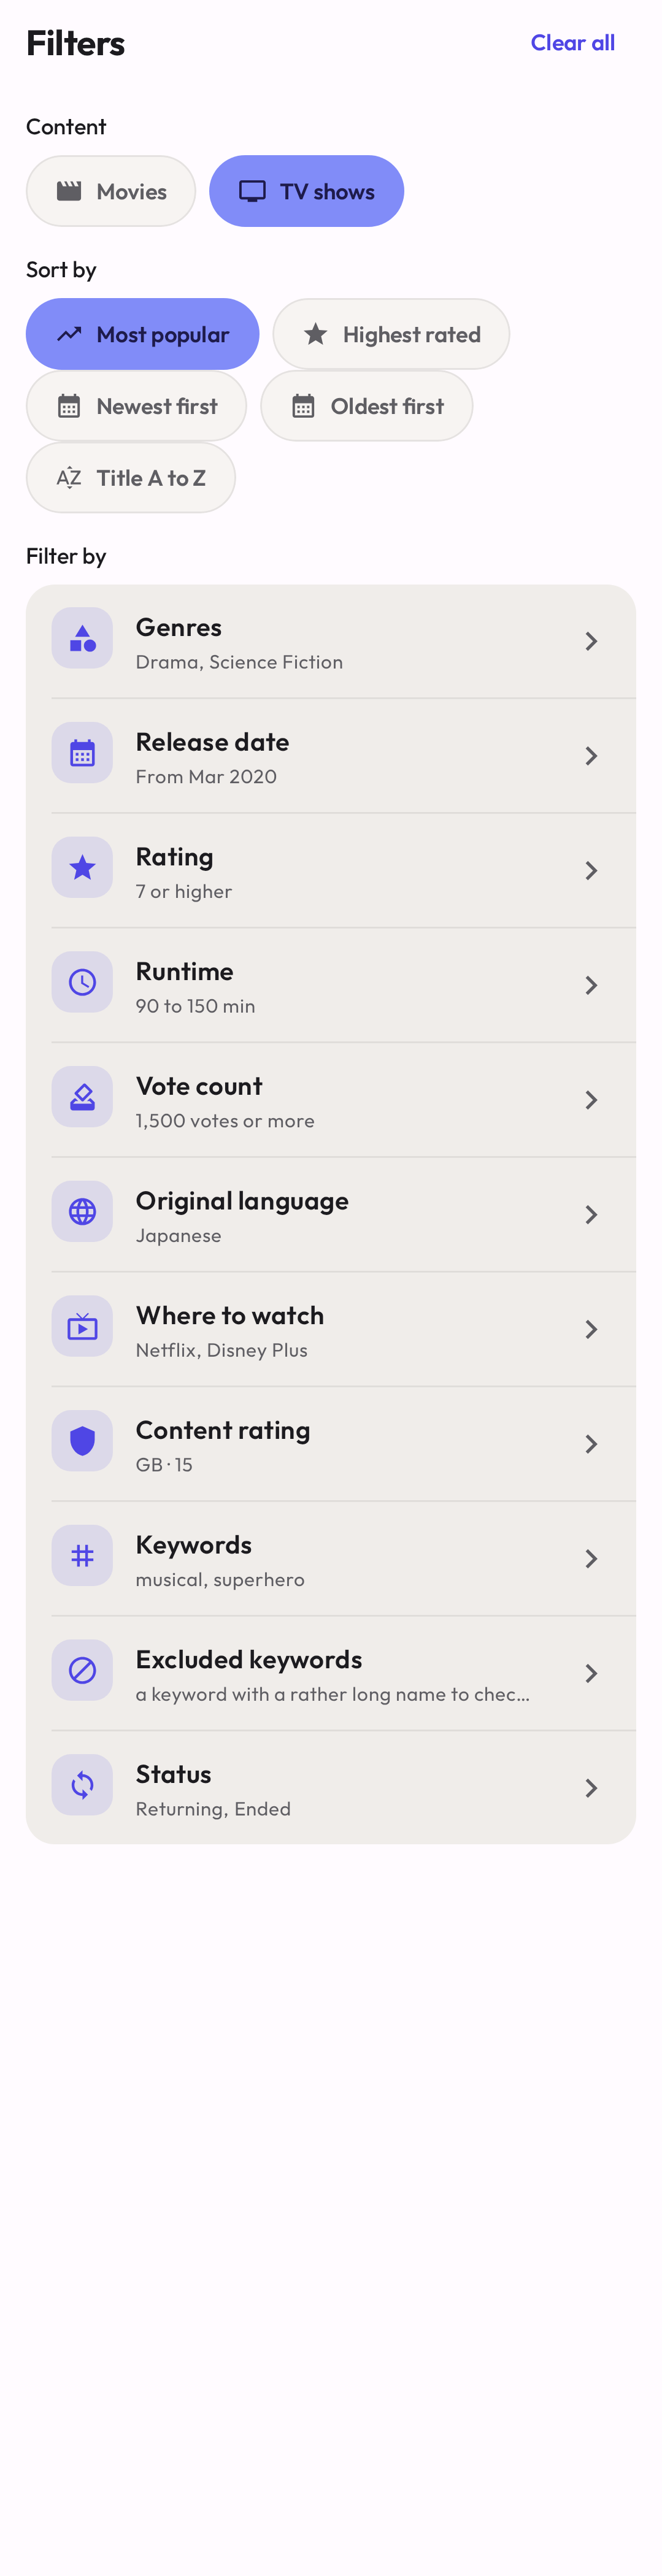 Filters
Clear all
Content
Movies
TV shows
Sort by
Most popular
Highest rated
Newest first
Oldest first
Title A to Z
Filter by
Genres
Drama, Science Fiction
Release date
From Mar 2020
Rating
7 or higher
Runtime
90 to 150 min
Vote count
1,500 votes or more
Original language
Japanese
Where to watch
Netflix, Disney Plus
Content rating
GB · 15
Keywords
musical, superhero
Excluded keywords
a keyword with a rather long name to chec...
Status
Returning, Ended